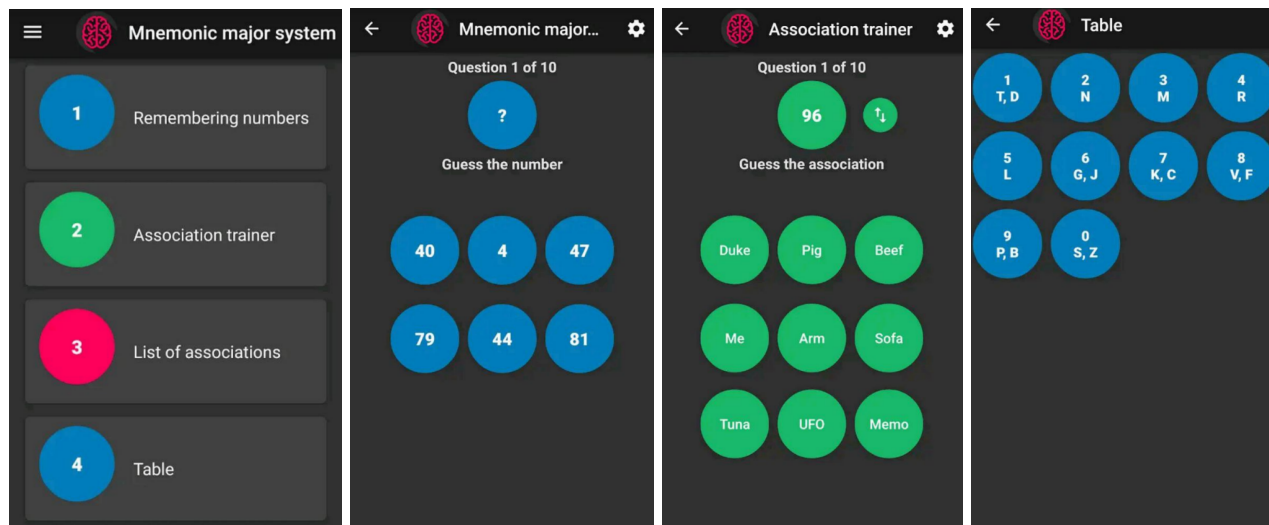 Mnemonic major system
1
Remembering numbers
2
Association trainer
3
List of associations
4
Table
Mnemonic major...
Question 1 of 10
?
Guess the number
40 4 47
79 44 81
Association trainer
Question 1 of 10
96
Guess the association
Duke Pig Beef
Me Arm Sofa
Tuna UFO Memo
Table
1 2 3 4
T, D N M R
5 6 7 8
L G, J K, C V, F
9 0
P, B S, Z